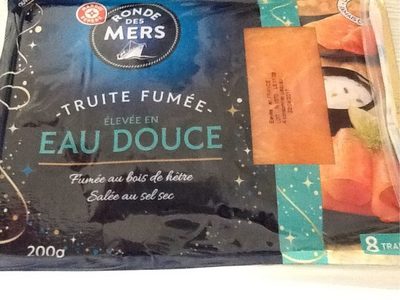 RONDE
DES
MERS
TRUITE FUMÉE
ÉLEVÉE EN
EAU DOUCE
Fumée au bois de hêtre
Salée au sel sec
200g
8 TRA